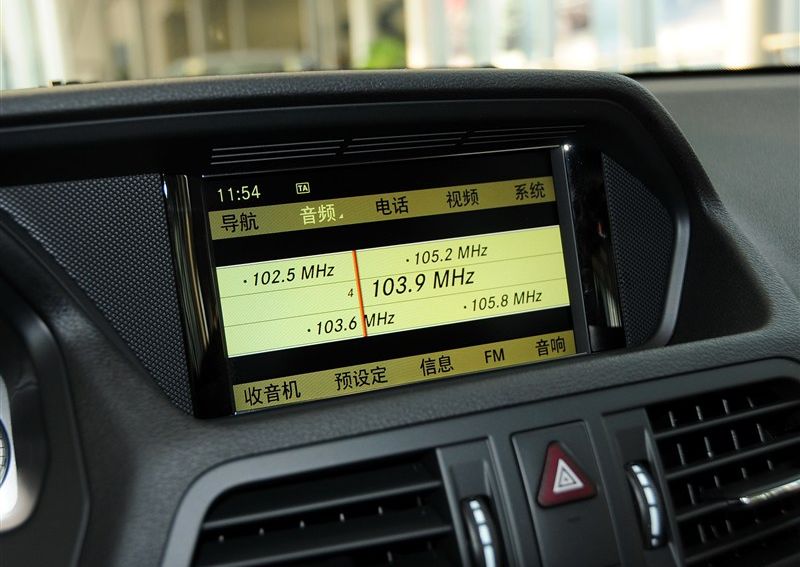 11:54 TA
导航 音频 电话 视频 系统
· 105.2 MHz
· 102.5 MHz
103.9 MHz
4
· 105.8 MHz
· 103.6 MHz
收音机 预设定 信息 FM 音响